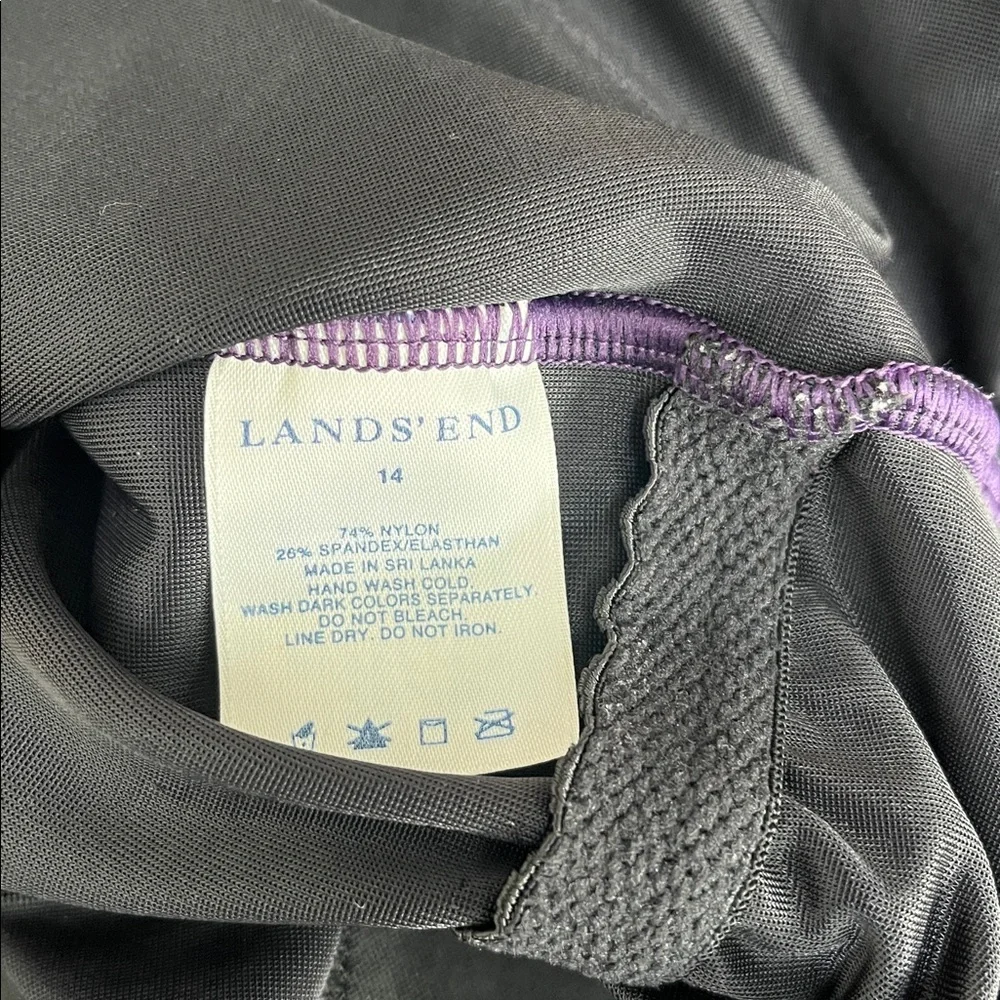 LANDS' END
14
74% NYLON
26% SPANDEX/ELASTHAN
MADE IN SRI LANKA
HAND WASH COLD.
WASH DARK COLORS SEPARATELY.
DO NOT BLEACH.
LINE DRY. DO NOT IRON.